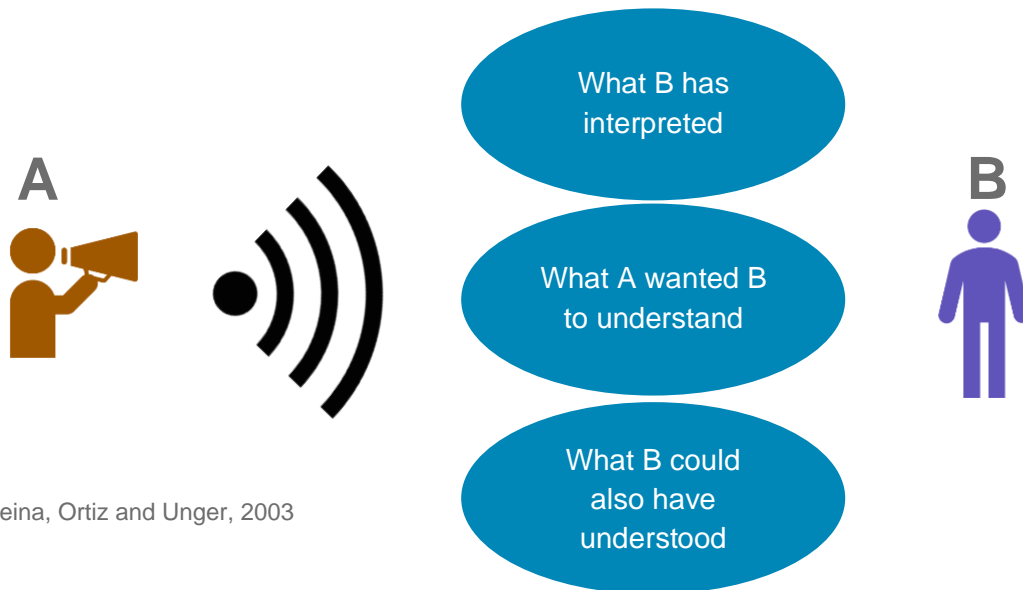 What B has
interpreted
A
B
What A wanted B
to understand
What B could
also have
understood
eina, Ortiz and Unger, 2003